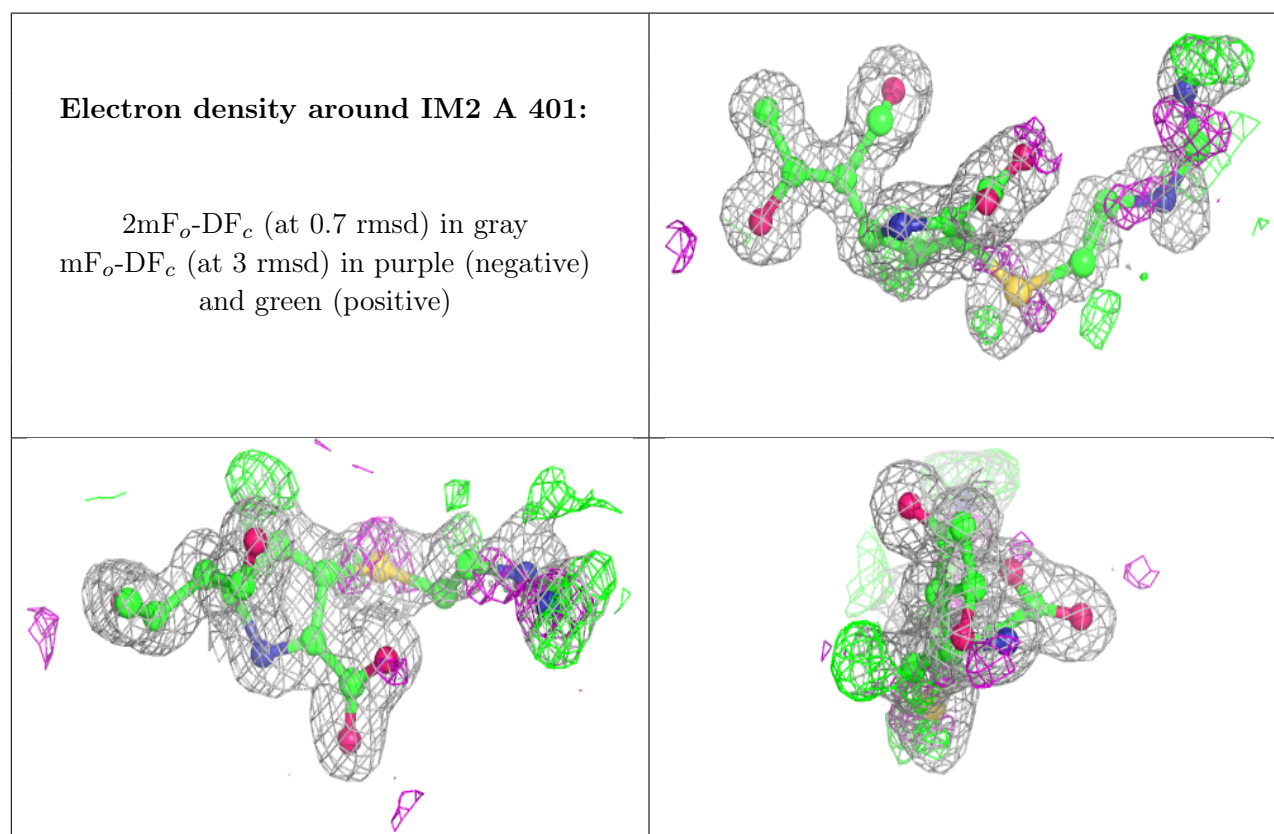 Electron density around IM2 A 401:
2mFₒ-DF𝒸 (at 0.7 rmsd) in gray
mFₒ-DF𝒸 (at 3 rmsd) in purple (negative)
and green (positive)